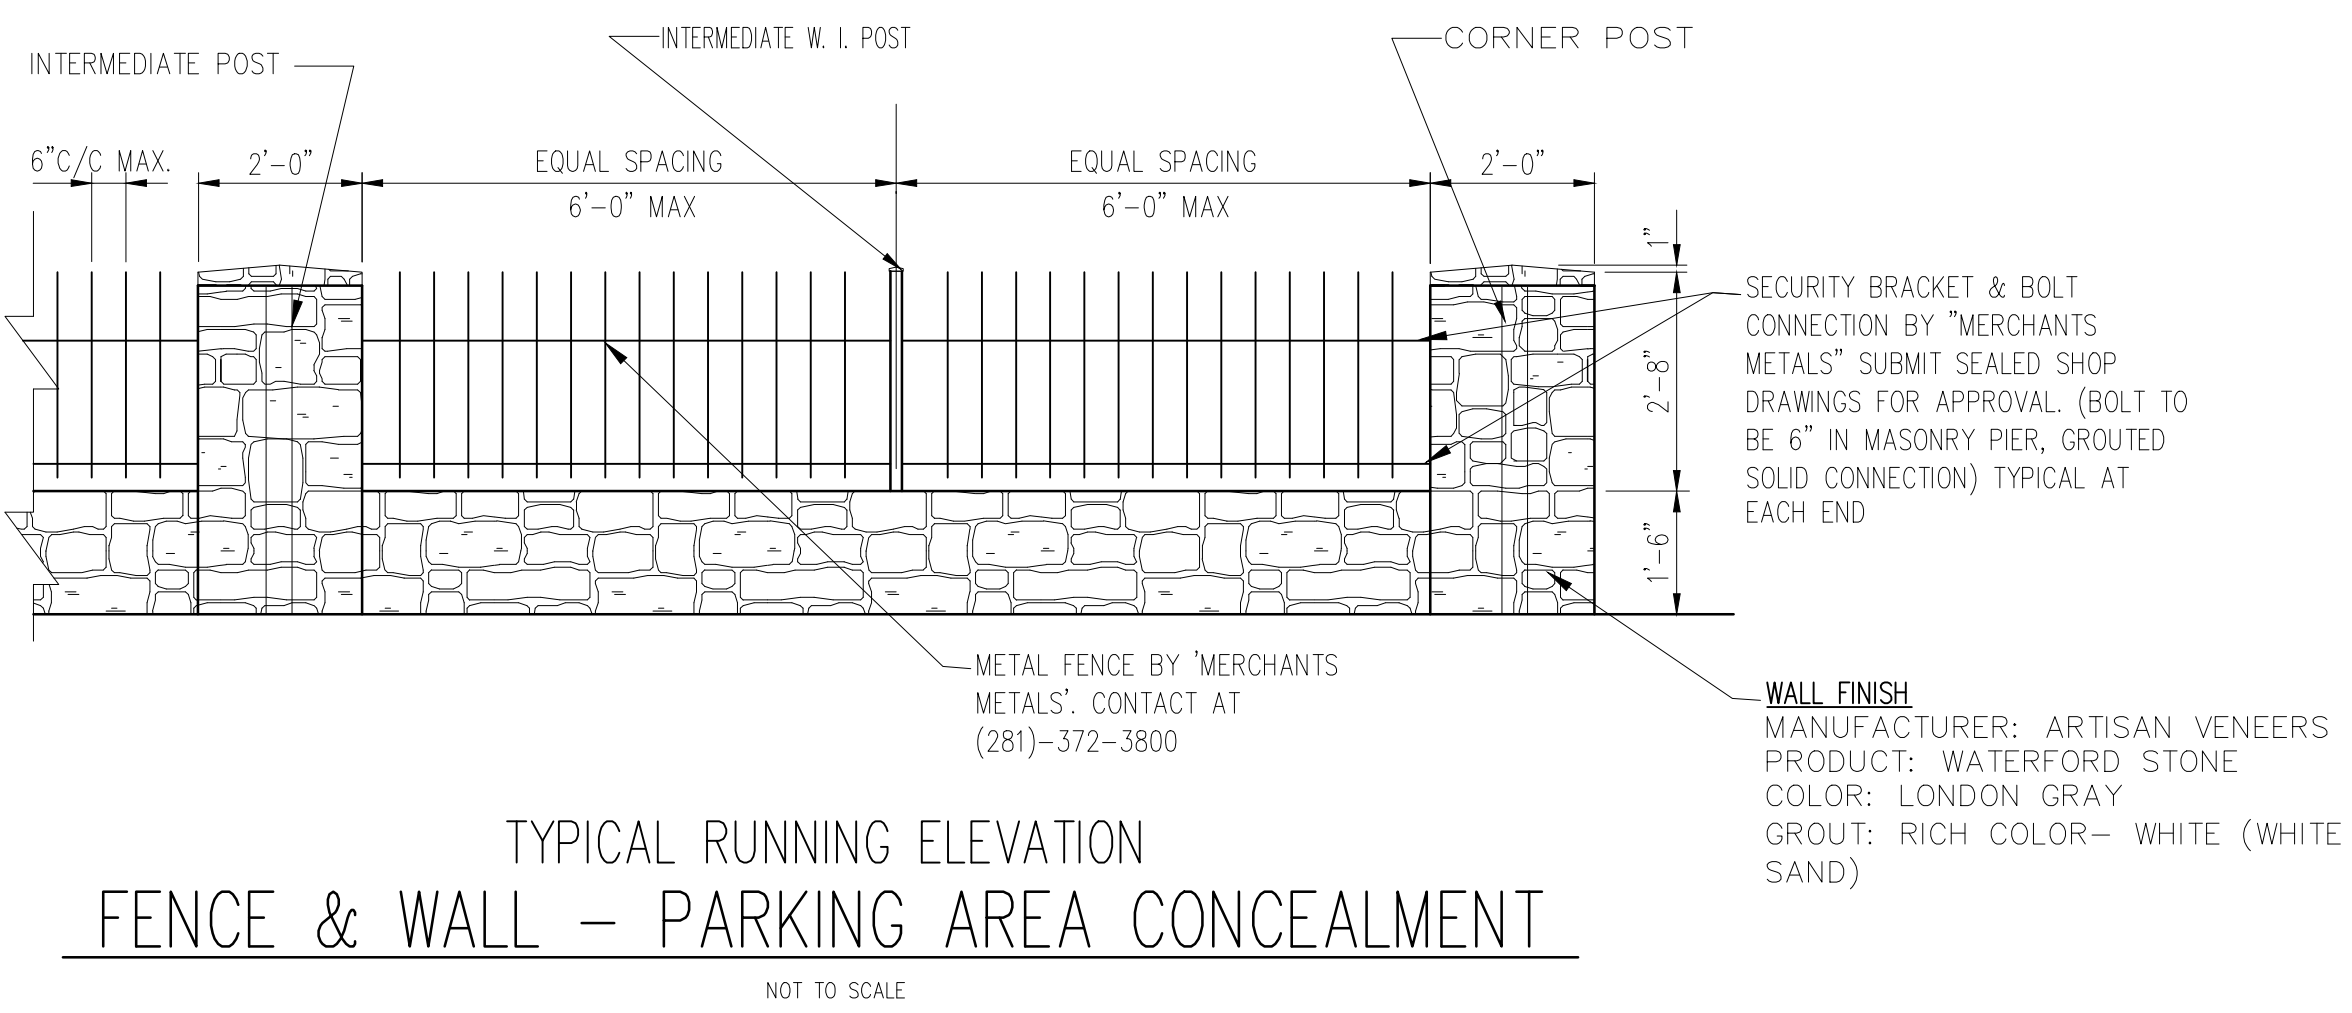 INTERMEDIATE W. I. POST
CORNER POST
INTERMEDIATE POST
6"C/C MAX.
2'-0"
EQUAL SPACING
6'-0" MAX
EQUAL SPACING
6'-0" MAX
2'-0"
1"
2'-8"
1'-6"
SECURITY BRACKET & BOLT
CONNECTION BY "MERCHANTS
METALS" SUBMIT SEALED SHOP
DRAWINGS FOR APPROVAL. (BOLT TO
BE 6" IN MASONRY PIER, GROUTED
SOLID CONNECTION) TYPICAL AT
EACH END
METAL FENCE BY 'MERCHANTS
METALS'. CONTACT AT
(281)-372-3800
WALL FINISH
MANUFACTURER: ARTISAN VENEERS
PRODUCT: WATERFORD STONE
COLOR: LONDON GRAY
GROUT: RICH COLOR- WHITE (WHITE
SAND)
TYPICAL RUNNING ELEVATION
FENCE & WALL - PARKING AREA CONCEALMENT
NOT TO SCALE